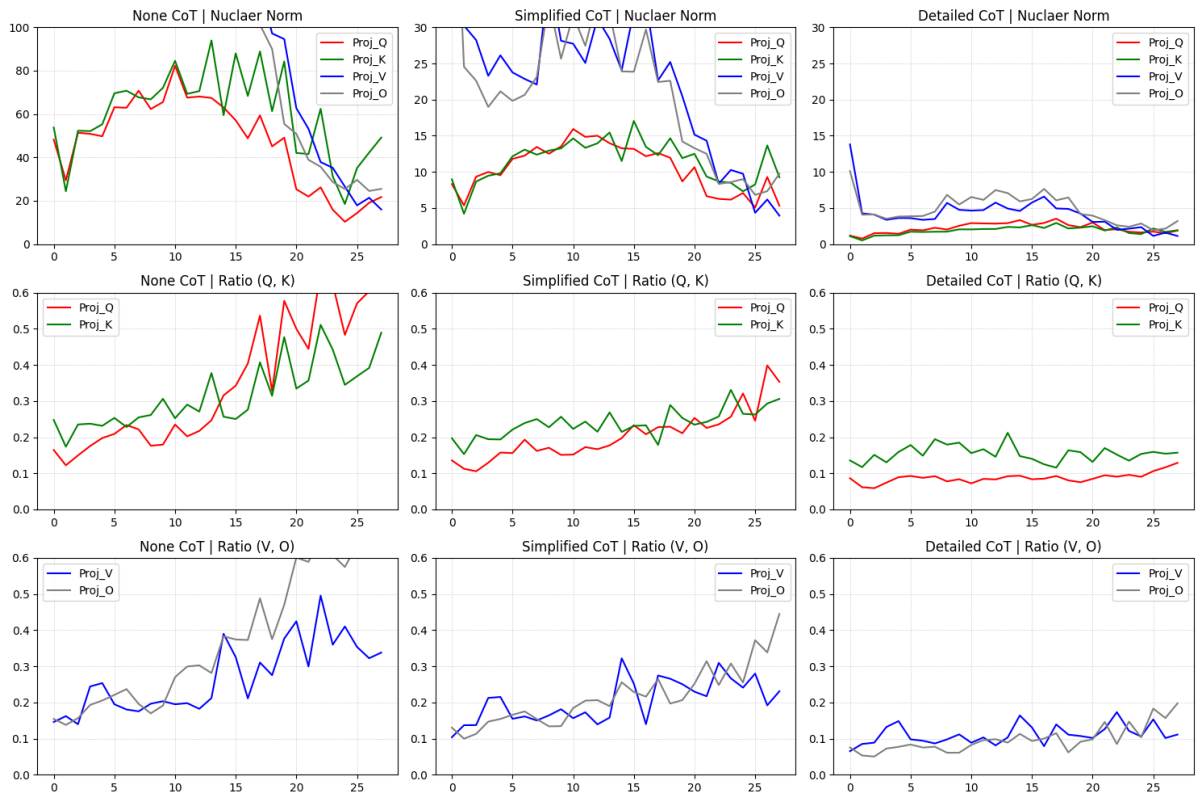 None CoT | Nuclaer Norm
100
80
60
40
20
0
0 5 10 15 20 25
Proj_Q
Proj_K
Proj_V
Proj_O
Simplified CoT | Nuclaer Norm
30
25
20
15
10
5
0
0 5 10 15 20 25
Proj_Q
Proj_K
Proj_V
Proj_O
Detailed CoT | Nuclaer Norm
30
25
20
15
10
5
0
0 5 10 15 20 25
Proj_Q
Proj_K
Proj_V
Proj_O
None CoT | Ratio (Q, K)
0.6
0.5
0.4
0.3
0.2
0.1
0.0
0 5 10 15 20 25
Proj_Q
Proj_K
Simplified CoT | Ratio (Q, K)
0.6
0.5
0.4
0.3
0.2
0.1
0.0
0 5 10 15 20 25
Proj_Q
Proj_K
Detailed CoT | Ratio (Q, K)
0.6
0.5
0.4
0.3
0.2
0.1
0.0
0 5 10 15 20 25
Proj_Q
Proj_K
None CoT | Ratio (V, O)
0.6
0.5
0.4
0.3
0.2
0.1
0.0
0 5 10 15 20 25
Proj_V
Proj_O
Simplified CoT | Ratio (V, O)
0.6
0.5
0.4
0.3
0.2
0.1
0.0
0 5 10 15 20 25
Proj_V
Proj_O
Detailed CoT | Ratio (V, O)
0.6
0.5
0.4
0.3
0.2
0.1
0.0
0 5 10 15 20 25
Proj_V
Proj_O